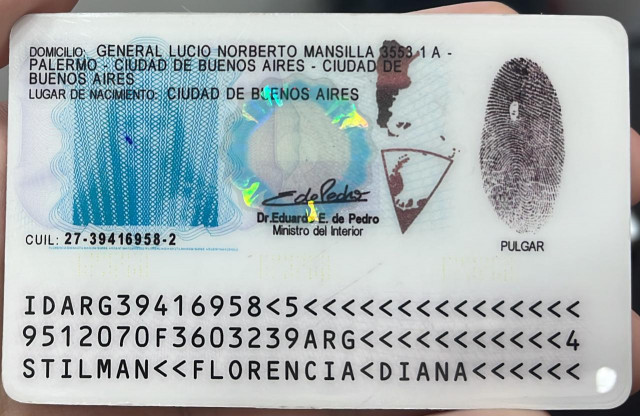 DOMICILIO: GENERAL LUCIO NORBERTO MANSILLA 3553 1 A -
PALERMO - CIUDAD DE BUENOS AIRES - CIUDAD DE
BUENOS AIRES
LUGAR DE NACIMIENTO: CIUDAD DE BUENOS AIRES
Dr. Eduardo E. de Pedro
Ministro del Interior
CUIL: 27-39416958-2
PULGAR
IDARG39416958<5<<<<<<<<<<<<<<<
9512070F3603239ARG<<<<<<<<<<<4
STILMAN<<FLORENCIA<DIANA<<<<<<